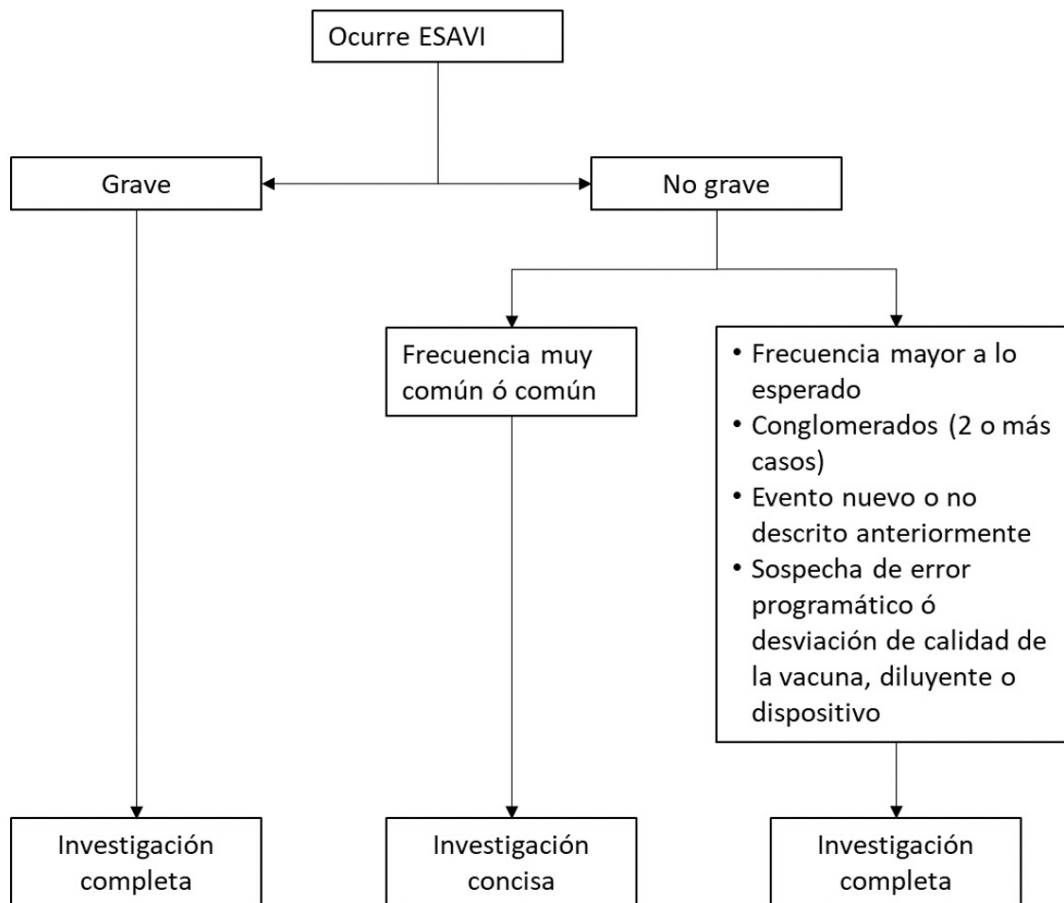 Ocurre ESAVI
Grave
No grave
Frecuencia muy
común ó común
• Frecuencia mayor a lo
esperado
• Conglomerados (2 o más
casos)
• Evento nuevo o no
descrito anteriormente
• Sospecha de error
programático ó
desviación de calidad de
la vacuna, diluyente o
dispositivo
Investigación
completa
Investigación
concisa
Investigación
completa